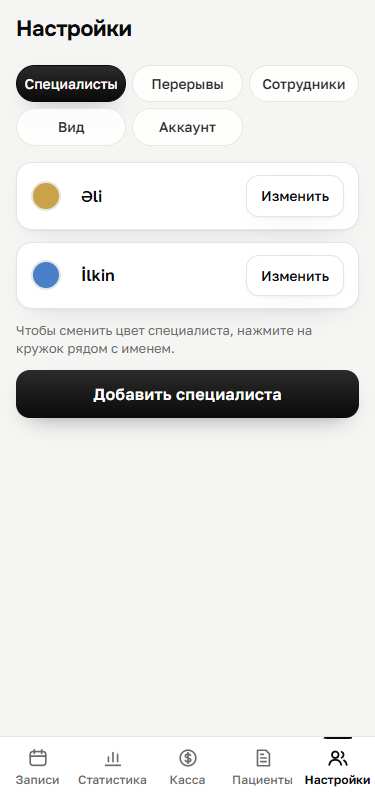 Настройки
Специалисты
Перерывы
Сотрудники
Вид
Аккаунт
Əli
Изменить
İlkin
Изменить
Чтобы сменить цвет специалиста, нажмите на
кружок рядом с именем.
Добавить специалиста
Записи
Статистика
Касса
Пациенты
Настройки